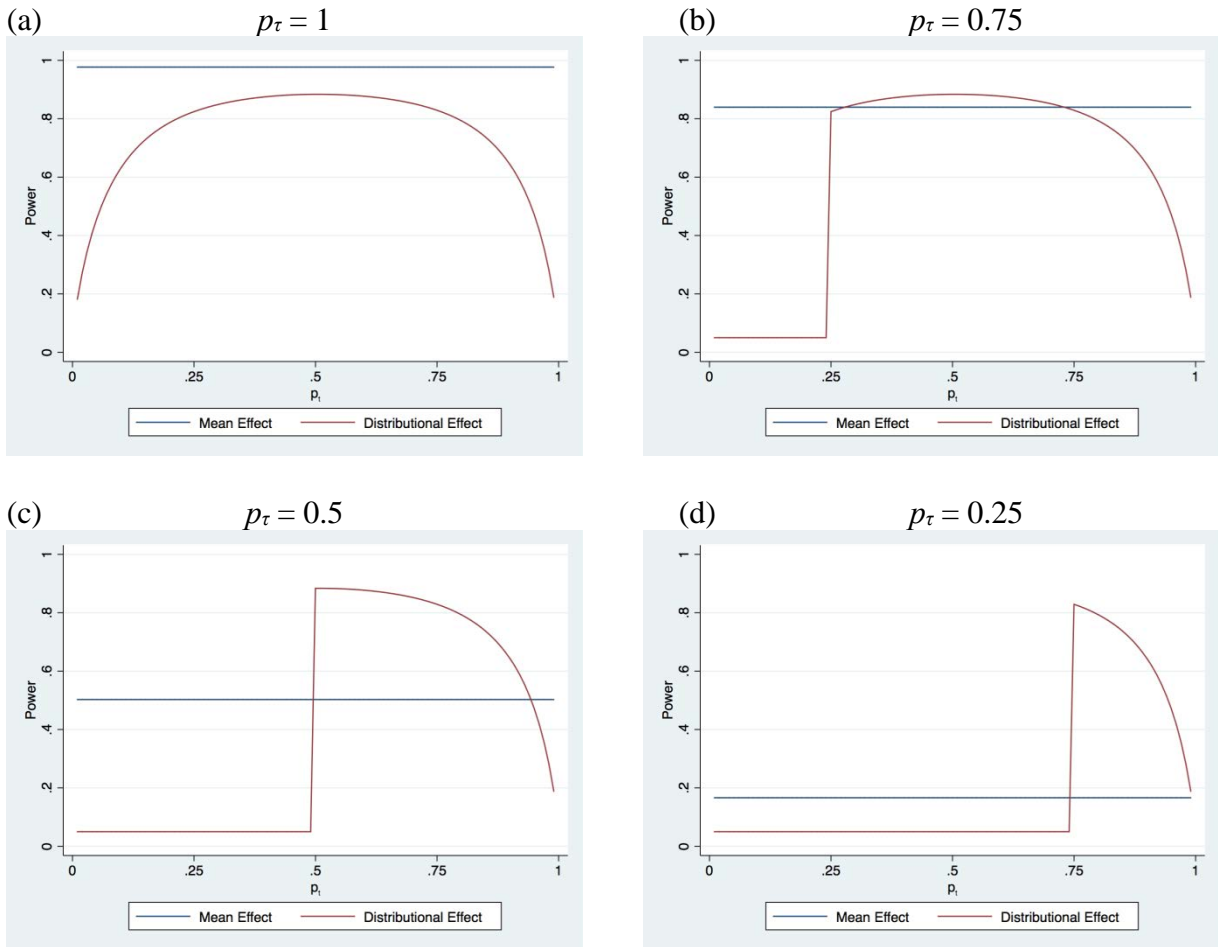 (a) pτ = 1 (b) pτ = 0.75
Power
1
.8
.6
.4
.2
0
0 .25 .5 .75 1
pt
Mean Effect Distributional Effect
Power
1
.8
.6
.4
.2
0
0 .25 .5 .75 1
pt
Mean Effect Distributional Effect
(c) pτ = 0.5 (d) pτ = 0.25
Power
1
.8
.6
.4
.2
0
0 .25 .5 .75 1
pt
Mean Effect Distributional Effect
Power
1
.8
.6
.4
.2
0
0 .25 .5 .75 1
pt
Mean Effect Distributional Effect